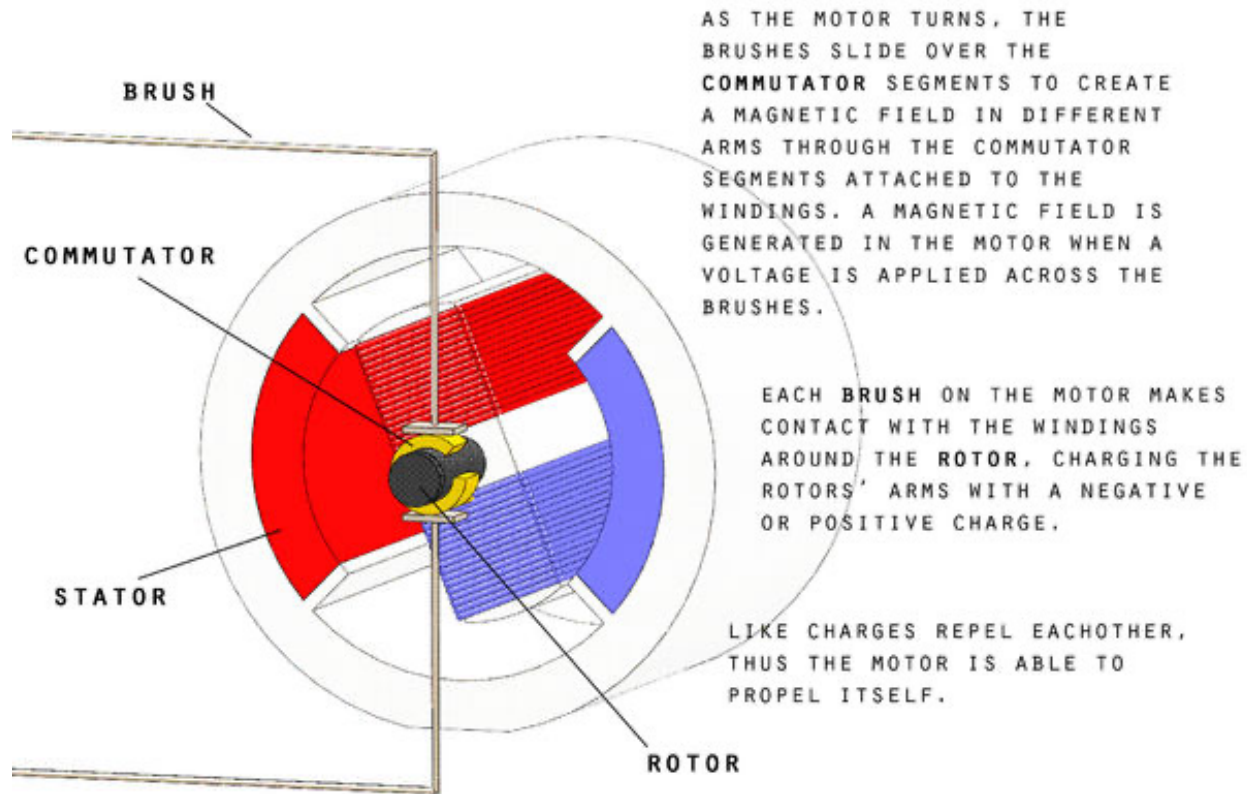 AS THE MOTOR TURNS, THE
BRUSHES SLIDE OVER THE
COMMUTATOR SEGMENTS TO CREATE
A MAGNETIC FIELD IN DIFFERENT
ARMS THROUGH THE COMMUTATOR
SEGMENTS ATTACHED TO THE
WINDINGS. A MAGNETIC FIELD IS
GENERATED IN THE MOTOR WHEN A
VOLTAGE IS APPLIED ACROSS THE
BRUSHES.
BRUSH
COMMUTATOR
EACH BRUSH ON THE MOTOR MAKES
CONTACT WITH THE WINDINGS
AROUND THE ROTOR, CHARGING THE
ROTORS' ARMS WITH A NEGATIVE
OR POSITIVE CHARGE.
STATOR
LIKE CHARGES REPEL EACHOTHER,
THUS THE MOTOR IS ABLE TO
PROPEL ITSELF.
ROTOR